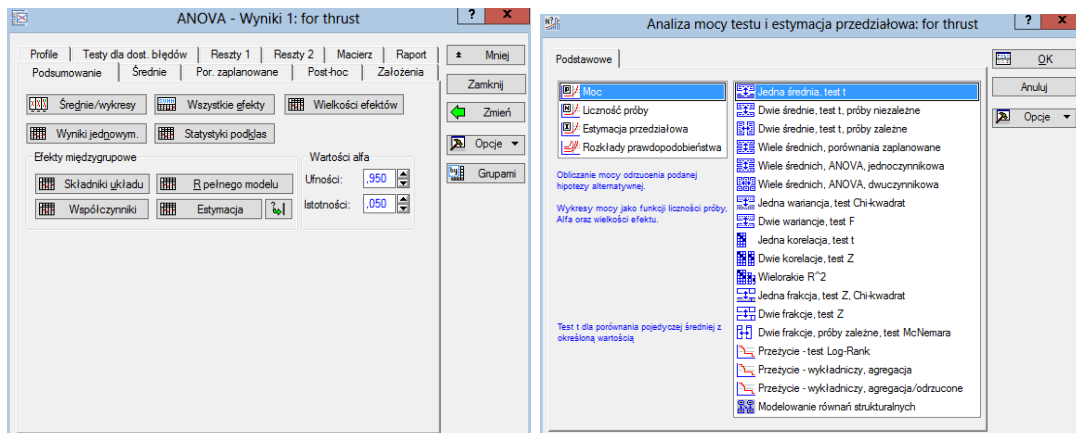 ANOVA - Wyniki 1: for thrust
?
x
Profile
Testy dla dost. błędów
Reszty 1
Reszty 2
Macierz
Raport
Podsumowanie
Średnie
Por. zaplanowane
Post-hoc
Założenia
Średnie/wykresy
Wszystkie efekty
Wielkości efektów
Wyniki jednowym.
Statystyki podklas
Efekty międzygrupowe
Składniki układu
R pełnego modelu
Współczynniki
Estymacja
Wartości alfa
Ufności: ,950
Istotności: ,050
Mniej
Zamknij
Zmień
Opcje
Grupami
Analiza mocy testu i estymacja przedziałowa: for thrust
?
x
Podstawowe
Moc
Liczność próby
Estymacja przedziałowa
Rozkłady prawdopodobieństwa
Obliczanie mocy odrzucenia podanej
hipotezy alternatywnej.
Wykresy mocy jako funkcji liczności próby,
Alfa oraz wielkości efektu.
Test t dla porównania pojedyczej średniej z
określoną wartością
Jedna średnia, test t
Dwie średnie, test t, próby niezależne
Dwie średnie, test t, próby zależne
Wiele średnich, porównania zaplanowane
Wiele średnich, ANOVA, jednoczynnikowa
Wiele średnich, ANOVA, dwuczynnikowa
Jedna wariancja, test Chi-kwadrat
Dwie wariancje, test F
Jedna korelacja, test t
Dwie korelacje, test Z
Wielorakie R^2
Jedna frakcja, test Z, Chi-kwadrat
Dwie frakcje, test Z
Dwie frakcje, próby zależne, test McNemara
Przeżycie - test Log-Rank
Przeżycie - wykładniczy, agregacja
Przeżycie - wykładniczy, agregacja/odrzucone
Modelowanie równań strukturalnych
OK
Anuluj
Opcje